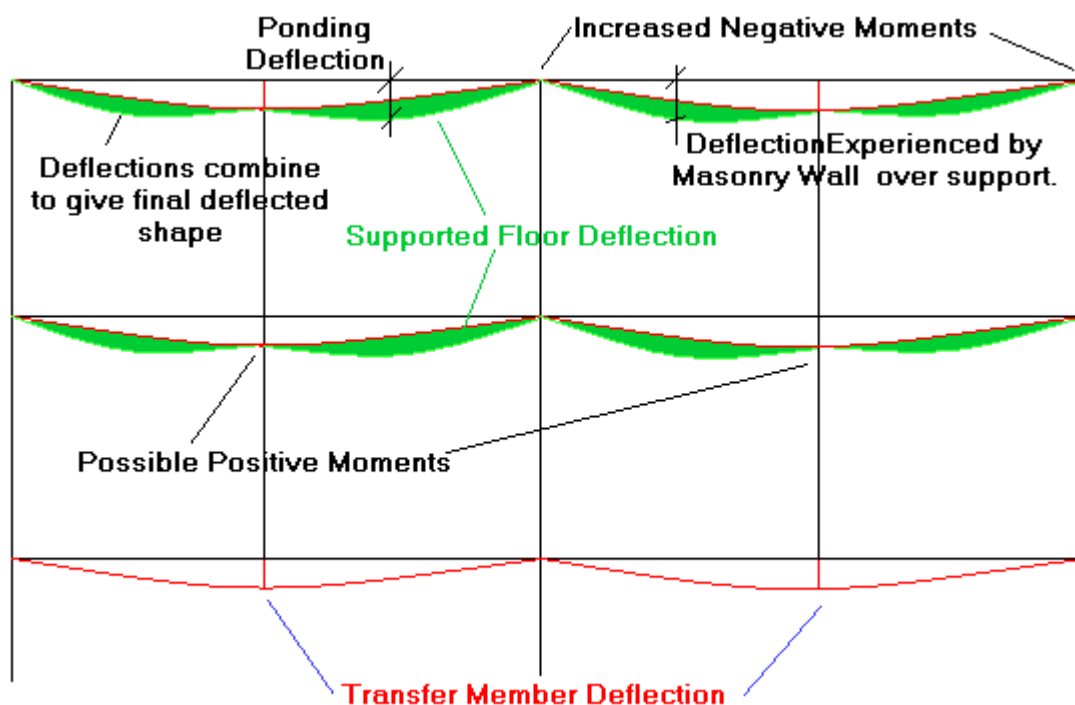 Ponding
Deflection
Increased Negative Moments
Deflections combine
to give final deflected
shape
DeflectionExperienced by
Masonry Wall over support.
Supported Floor Deflection
Possible Positive Moments
Transfer Member Deflection